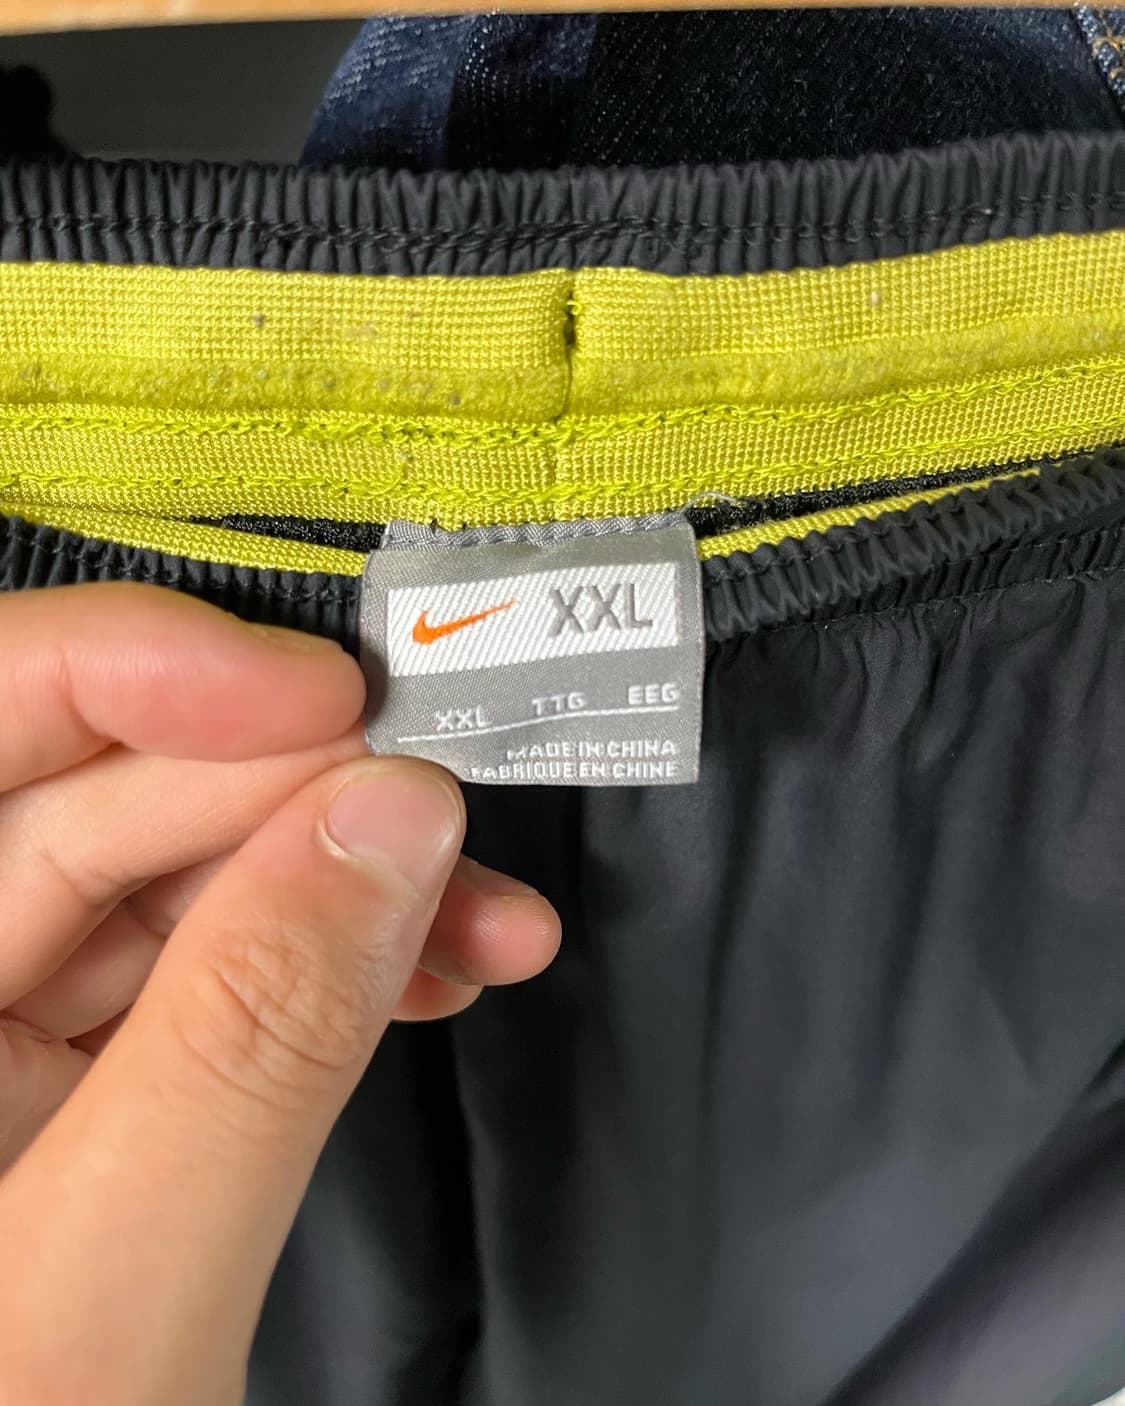 XXL
XXL TTG EEG
MADE IN CHINA
FABRIQUE EN CHINE